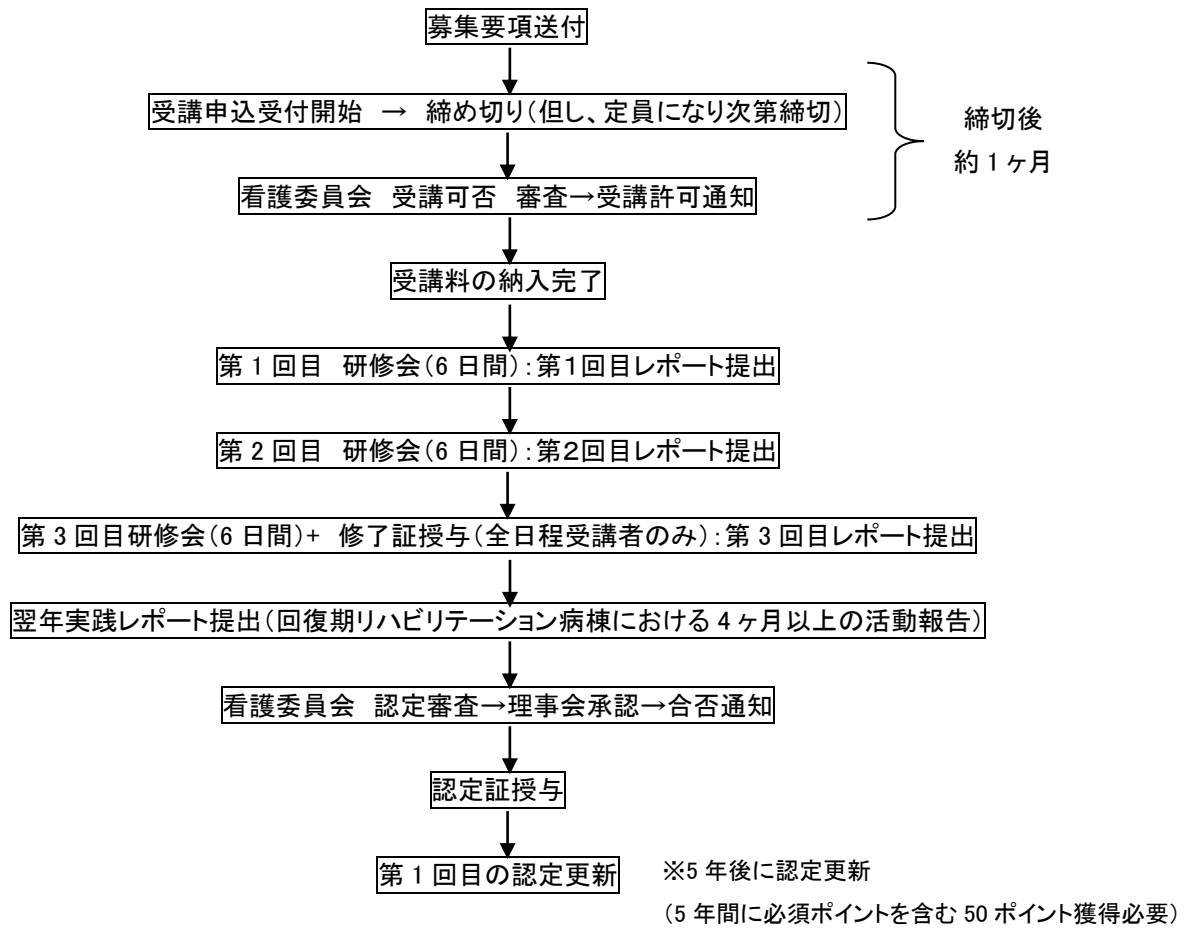 募集要項送付
受講申込受付開始　→　締め切り（但し、定員になり次第締切）
締切後
約 1 ヶ月
看護委員会　受講可否　審査→受講許可通知
受講料の納入完了
第 1 回目　研修会（6 日間）：第１回目レポート提出
第 2 回目　研修会（6 日間）：第２回目レポート提出
第 3 回目研修会（6 日間）+　修了証授与（全日程受講者のみ）：第 3 回目レポート提出
翌年実践レポート提出（回復期リハビリテーション病棟における 4 ヶ月以上の活動報告）
看護委員会　認定審査→理事会承認→合否通知
認定証授与
第 1 回目の認定更新
※5 年後に認定更新
（5 年間に必須ポイントを含む 50 ポイント獲得必要）